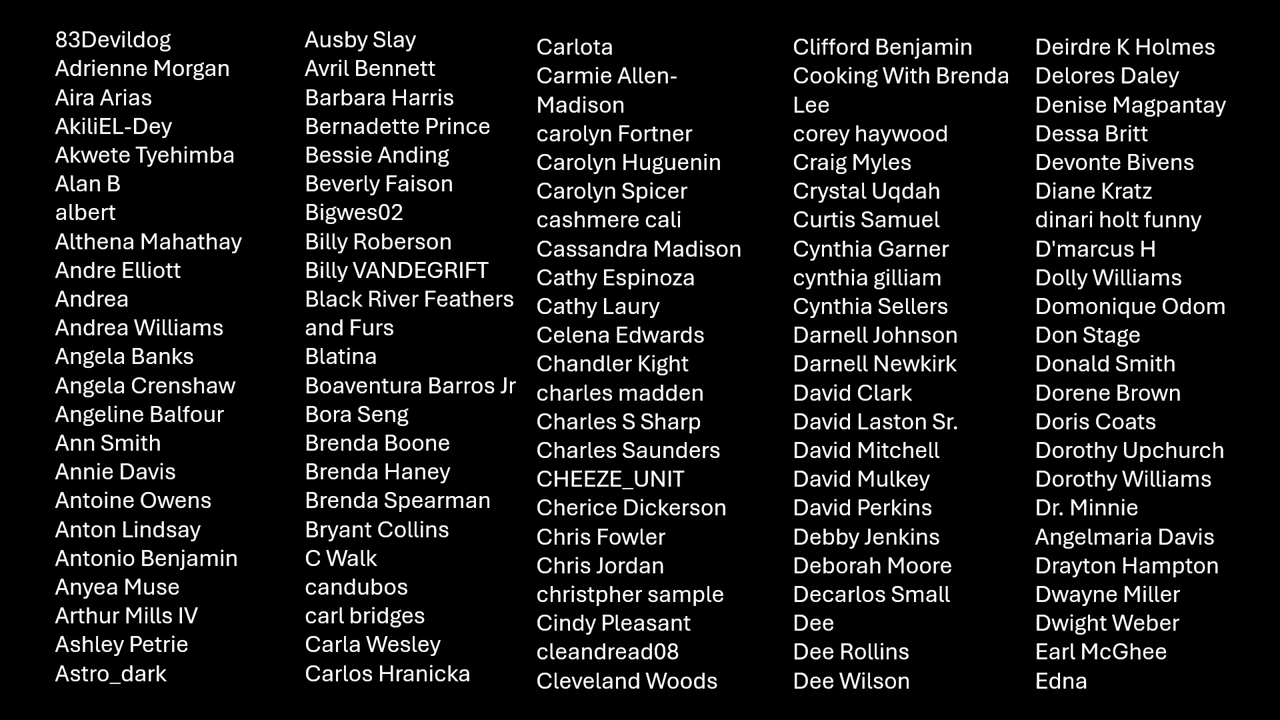 83Devildog
Adrienne Morgan
Aira Arias
AkiliEL-Dey
Akwete Tyehimba
Alan B
albert
Althena Mahathay
Andre Elliott
Andrea
Andrea Williams
Angela Banks
Angela Crenshaw
Angeline Balfour
Ann Smith
Annie Davis
Antoine Owens
Anton Lindsay
Antonio Benjamin
Anyea Muse
Arthur Mills IV
Ashley Petrie
Astro_dark
Ausby Slay
Avril Bennett
Barbara Harris
Bernadette Prince
Bessie Anding
Beverly Faison
Bigwes02
Billy Roberson
Billy VANDEGRIFT
Black River Feathers
and Furs
Blatina
Boaventura Barros Jr
Bora Seng
Brenda Boone
Brenda Haney
Brenda Spearman
Bryant Collins
C Walk
candubos
carl bridges
Carla Wesley
Carlos Hranicka
Carlota
Carmie Allen-
Madison
carolyn Fortner
Carolyn Huguenin
Carolyn Spicer
cashmere cali
Cassandra Madison
Cathy Espinoza
Cathy Laury
Celena Edwards
Chandler Kight
charles madden
Charles S Sharp
Charles Saunders
CHEEZE_UNIT
Cherice Dickerson
Chris Fowler
Chris Jordan
christpher sample
Cindy Pleasant
cleandread08
Cleveland Woods
Clifford Benjamin
Cooking With Brenda
Lee
corey haywood
Craig Myles
Crystal Uqdah
Curtis Samuel
Cynthia Garner
cynthia gilliam
Cynthia Sellers
Darnell Johnson
Darnell Newkirk
David Clark
David Laston Sr.
David Mitchell
David Mulkey
David Perkins
Debby Jenkins
Deborah Moore
Decarlos Small
Dee
Dee Rollins
Dee Wilson
Deirdre K Holmes
Delores Daley
Denise Magpantay
Dessa Britt
Devonte Bivens
Diane Kratz
dinari holt funny
D'marcus H
Dolly Williams
Domonique Odom
Don Stage
Donald Smith
Dorene Brown
Doris Coats
Dorothy Upchurch
Dorothy Williams
Dr. Minnie
Angelmaria Davis
Drayton Hampton
Dwayne Miller
Dwight Weber
Earl McGhee
Edna